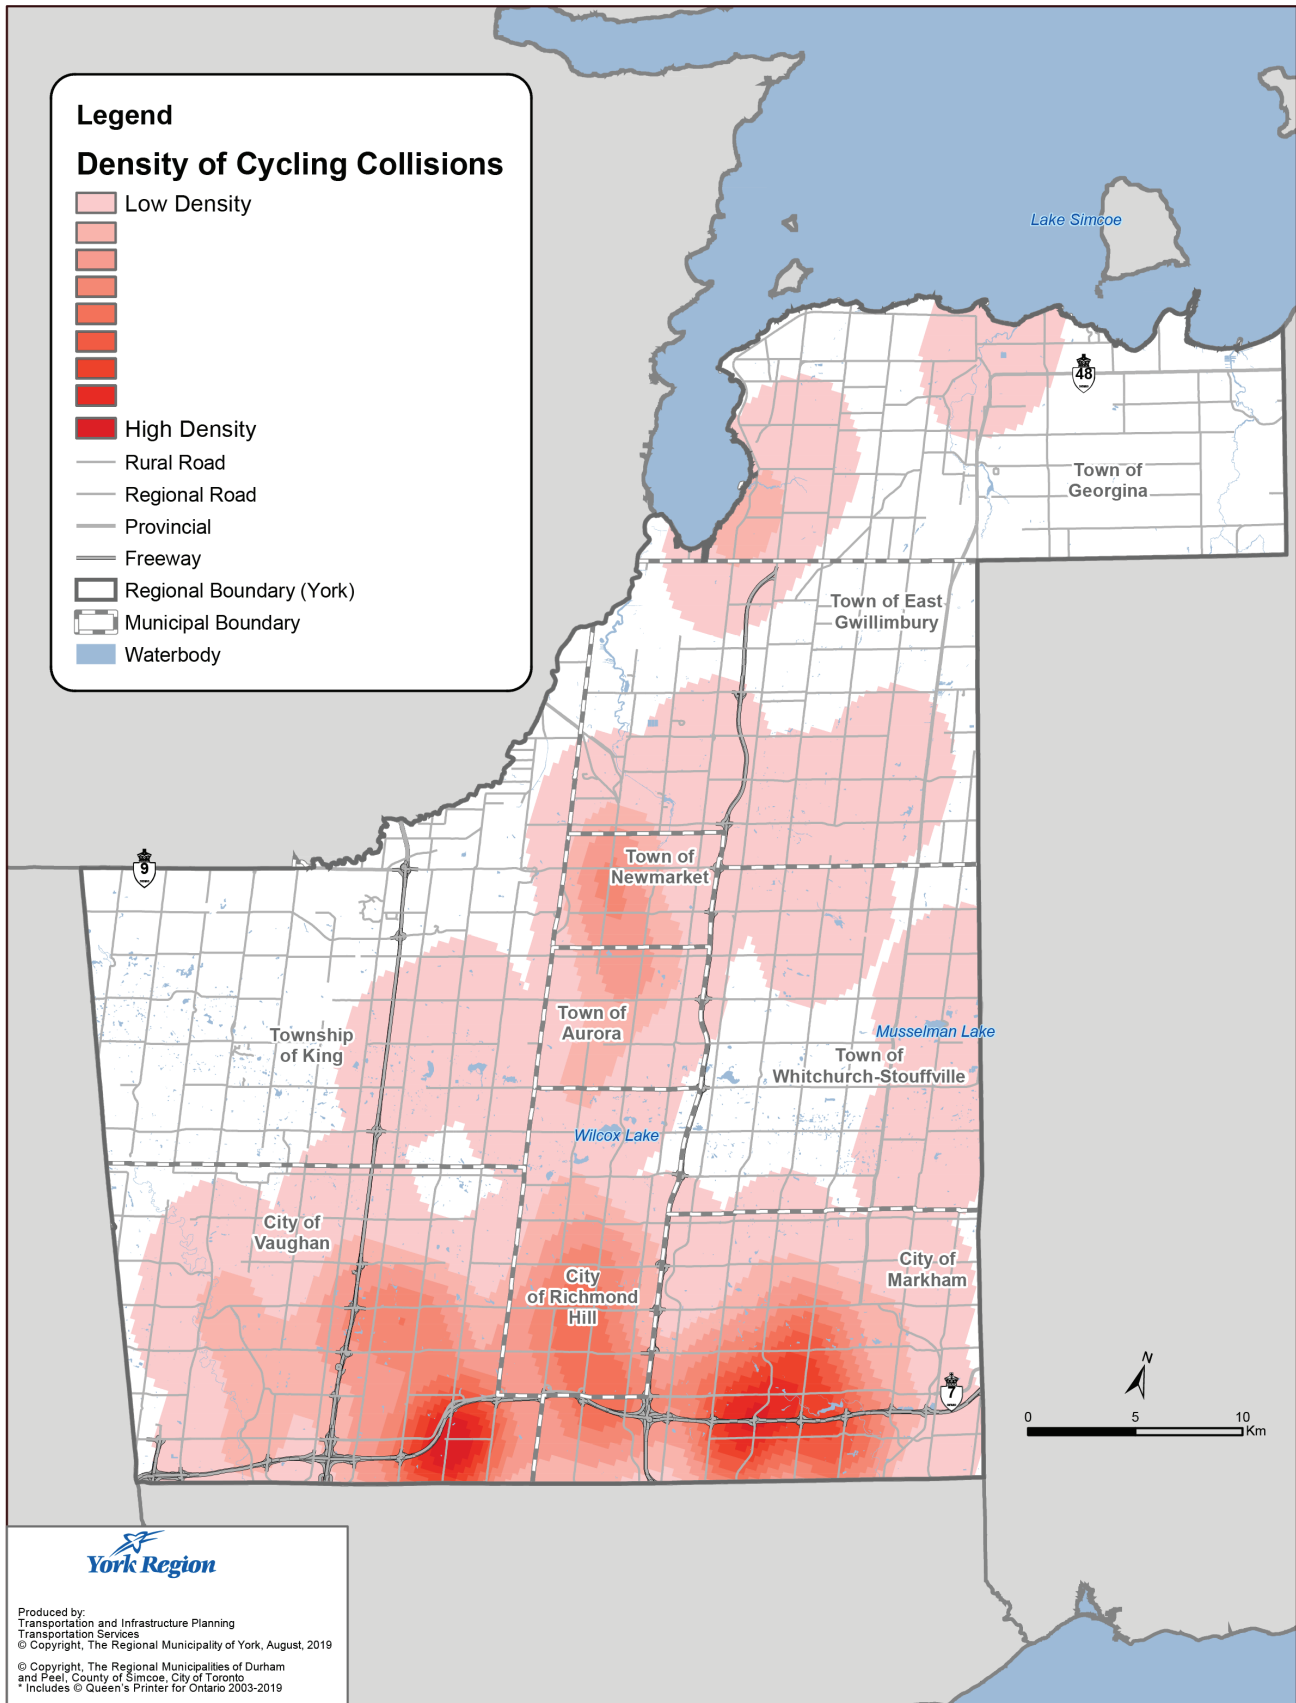 Legend
Density of Cycling Collisions
Low Density
High Density
Rural Road
Regional Road
Provincial
Freeway
Regional Boundary (York)
Municipal Boundary
Waterbody
Lake Simcoe
48
Town of
Georgina
Town of East
Gwillimbury
9
Town of
Newmarket
Town of
Aurora
Township
of King
Musselman Lake
Town of
Whitchurch-Stouffville
Wilcox Lake
City of
Vaughan
City of
Markham
City
of Richmond
Hill
7
N
0 5 10
Km
York Region
Produced by:
Transportation and Infrastructure Planning
Transportation Services
© Copyright, The Regional Municipality of York, August, 2019
© Copyright, The Regional Municipalities of Durham
and Peel, County of Simcoe, City of Toronto
* Includes © Queen's Printer for Ontario 2003-2019